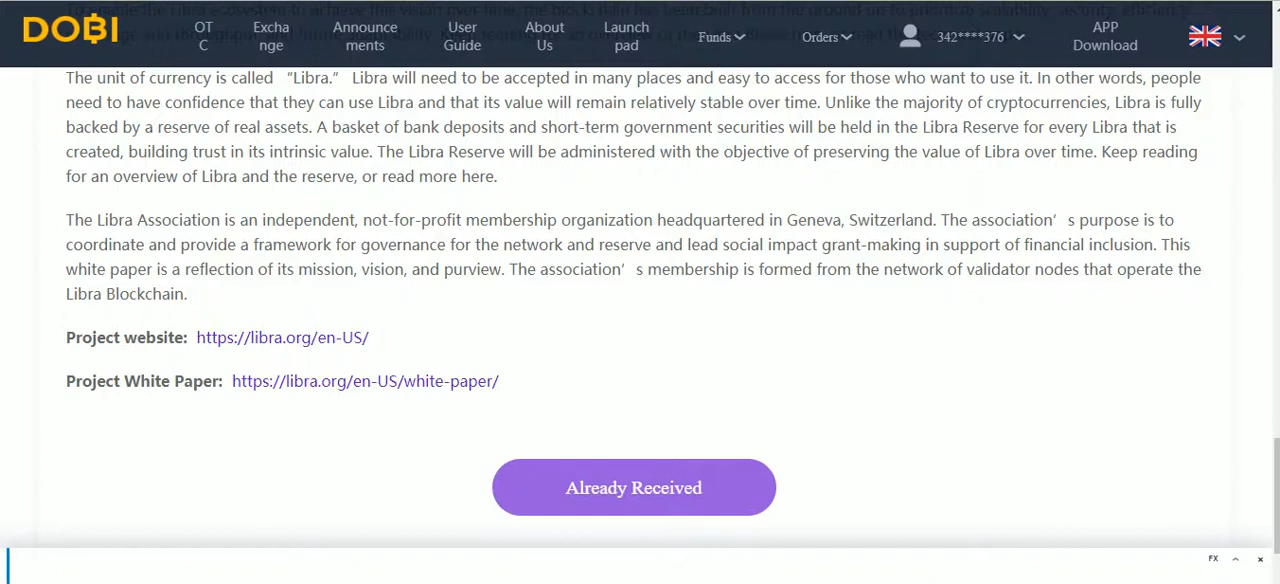 DOBI
OT
C
Excha
nge
Announce
ments
User
Guide
About
Us
Launch
pad
Funds
Orders
342****376
APP
Download
The unit of currency is called “Libra.” Libra will need to be accepted in many places and easy to access for those who want to use it. In other words, people
need to have confidence that they can use Libra and that its value will remain relatively stable over time. Unlike the majority of cryptocurrencies, Libra is fully
backed by a reserve of real assets. A basket of bank deposits and short-term government securities will be held in the Libra Reserve for every Libra that is
created, building trust in its intrinsic value. The Libra Reserve will be administered with the objective of preserving the value of Libra over time. Keep reading
for an overview of Libra and the reserve, or read more here.
The Libra Association is an independent, not-for-profit membership organization headquartered in Geneva, Switzerland. The association’s purpose is to
coordinate and provide a framework for governance for the network and reserve and lead social impact grant-making in support of financial inclusion. This
white paper is a reflection of its mission, vision, and purview. The association’s membership is formed from the network of validator nodes that operate the
Libra Blockchain.
Project website: https://libra.org/en-US/
Project White Paper: https://libra.org/en-US/white-paper/
Already Received
FX